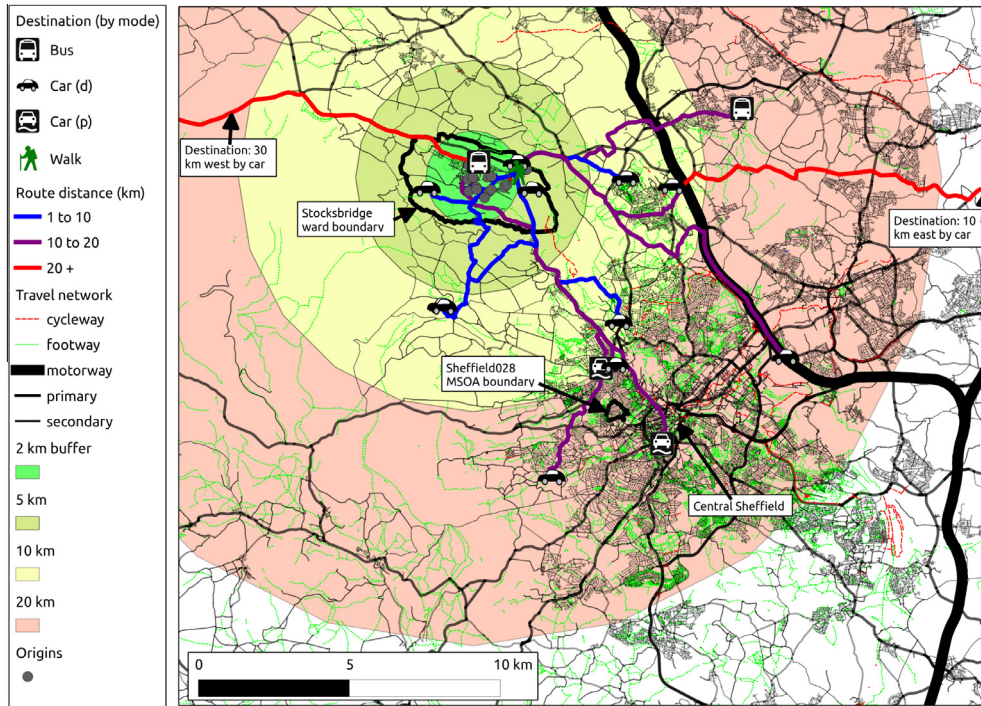 Destination (by mode)
Bus
Car (d)
Car (p)
Walk
Route distance (km)
1 to 10
10 to 20
20 +
Travel network
cycleway
footway
motorway
primary
secondary
2 km buffer
5 km
10 km
20 km
Origins
Destination: 30
km west by car
Stocksbridge
ward boundary
Destination: 10
km east by car
Sheffield028
MSOA boundary
Central Sheffield
0
5
10 km